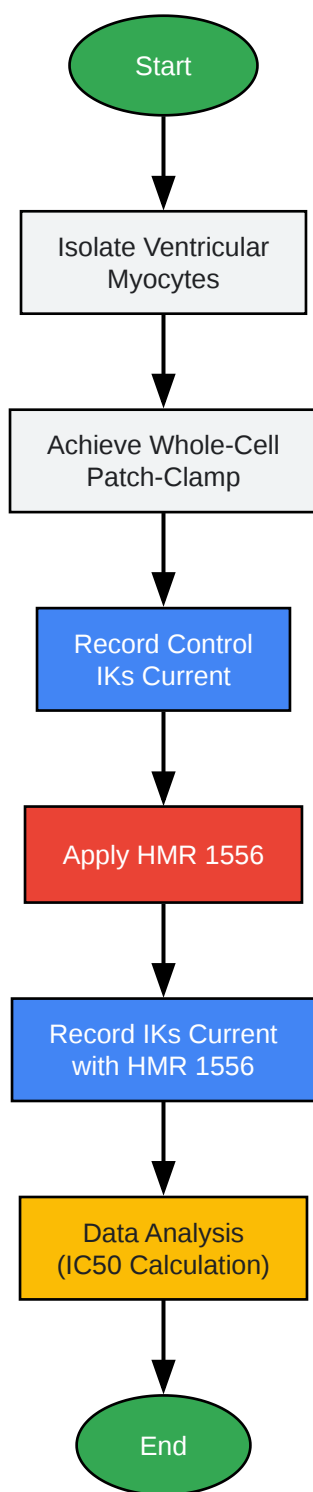 Start
Isolate Ventricular
Myocytes
Achieve Whole-Cell
Patch-Clamp
Record Control
IKs Current
Apply HMR 1556
Record IKs Current
with HMR 1556
Data Analysis
(IC50 Calculation)
End